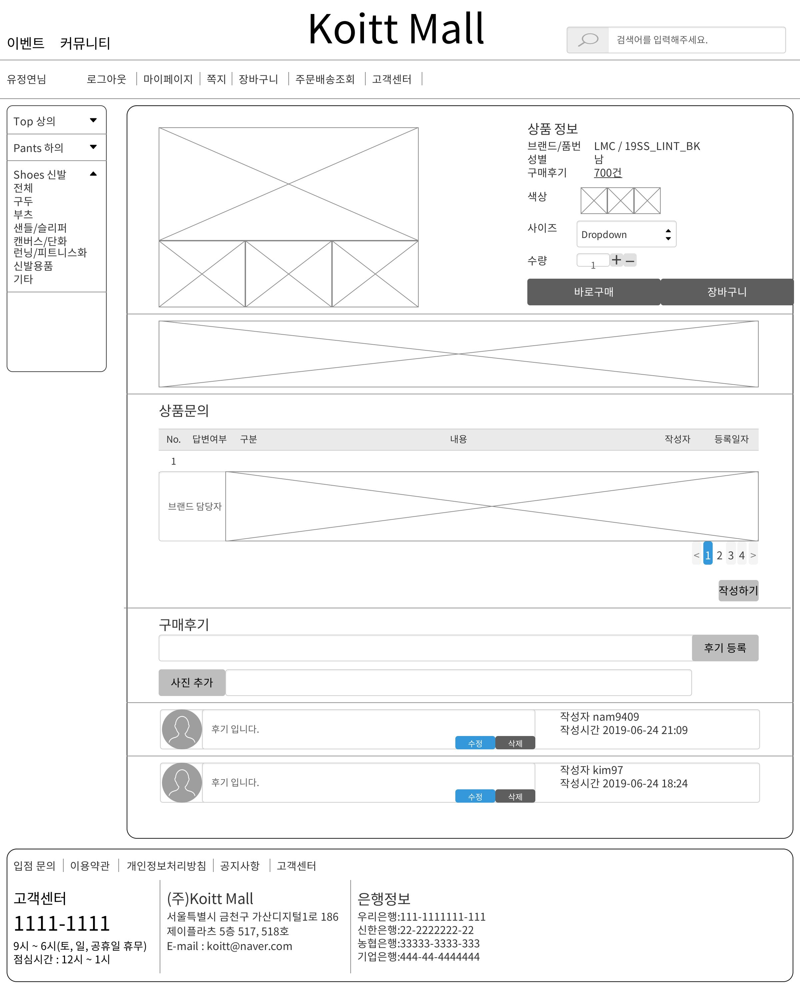 Koitt Mall
이벤트 커뮤니티
검색어를 입력해주세요.
유정연님 로그아웃 마이페이지 쪽지 장바구니 주문배송조회 고객센터
Top 상의
Pants 하의
Shoes 신발
전체
구두
부츠
샌들/슬리퍼
캔버스/단화
런닝/피트니스화
신발용품
기타
상품 정보
브랜드/품번 LMC / 19SS_LINT_BK
성별 남
구매후기 700건
색상
사이즈 Dropdown
수량 1 + –
바로구매 장바구니
상품문의
No. 답변여부 구분 내용 작성자 등록일자
1
브랜드 담당자
< 1 2 3 4 >
작성하기
구매후기
후기 등록
사진 추가
후기 입니다.
수정 삭제
작성자 nam9409
작성시간 2019-06-24 21:09
후기 입니다.
수정 삭제
작성자 kim97
작성시간 2019-06-24 18:24
입점 문의 이용약관 개인정보처리방침 공지사항 고객센터
고객센터
1111-1111
9시 ~ 6시(토, 일, 공휴일 휴무)
점심시간 : 12시 ~ 1시
(주)Koitt Mall
서울특별시 금천구 가산디지털1로 186
제이플라츠 5층 517, 518호
E-mail : koitt@naver.com
은행정보
우리은행:111-1111111-111
신한은행:22-2222222-22
농협은행:33333-3333-333
기업은행:444-44-4444444